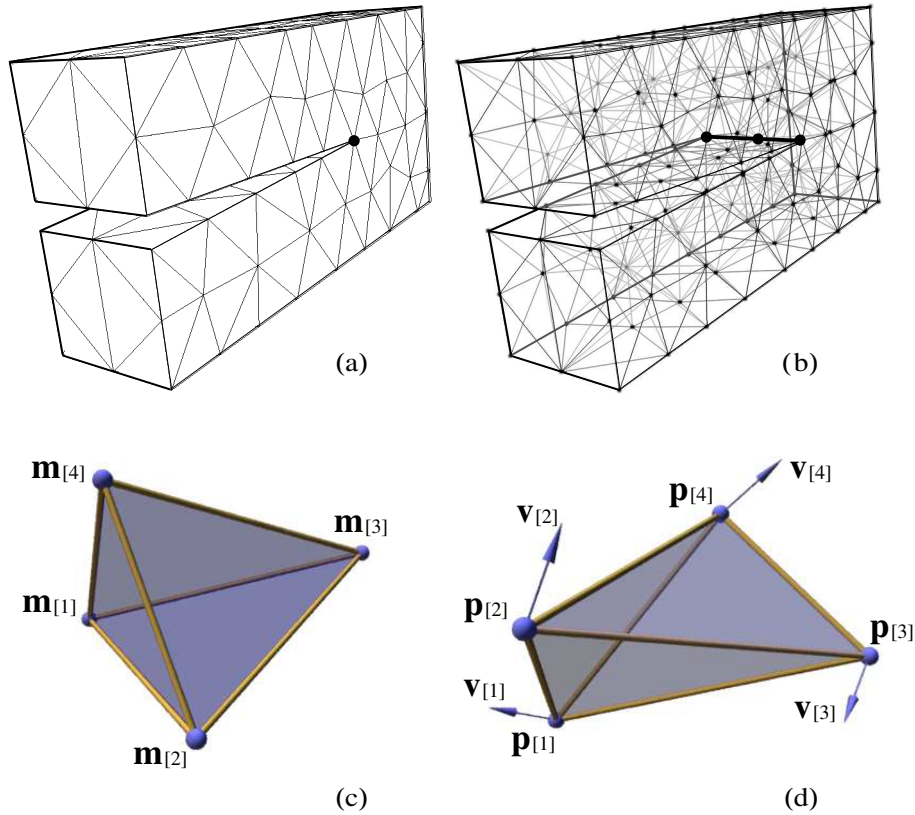 (a)
(b)
m[4]
m[3]
m[1]
m[2]
(c)
p[4]
v[4]
v[2]
p[2]
p[3]
v[1]
v[3]
p[1]
(d)